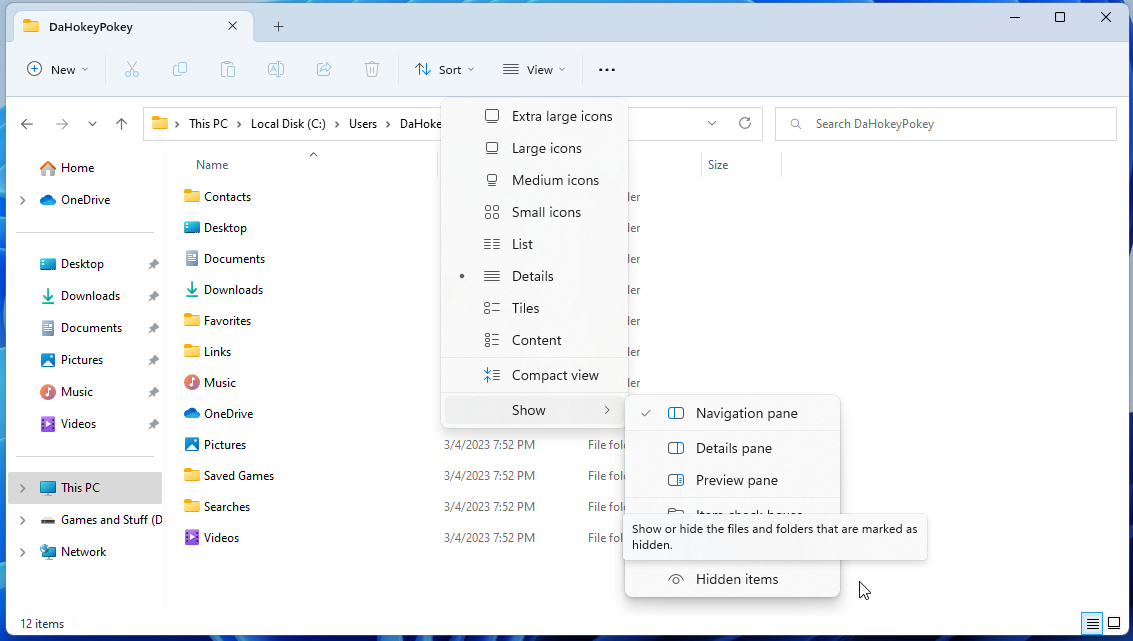 DaHokeyPokey
New
Sort
View
This PC
Local Disk (C:)
Users
DaHoke
Search DaHokeyPokey
Home
OneDrive
Desktop
Downloads
Documents
Pictures
Music
Videos
This PC
Games and Stuff (D
Network
Name
Size
Contacts
ler
Desktop
ler
Documents
ler
Downloads
ler
Favorites
ler
Links
ler
Music
ler
OneDrive
Pictures 3/4/2023 7:52 PM File fol
Saved Games 3/4/2023 7:52 PM File fol
Searches 3/4/2023 7:52 PM File fol
Videos 3/4/2023 7:52 PM File fol
Extra large icons
Large icons
Medium icons
Small icons
List
Details
Tiles
Content
Compact view
Show
Navigation pane
Details pane
Preview pane
Item check boxes
Show or hide the files and folders that are marked as
hidden.
Hidden items
12 items